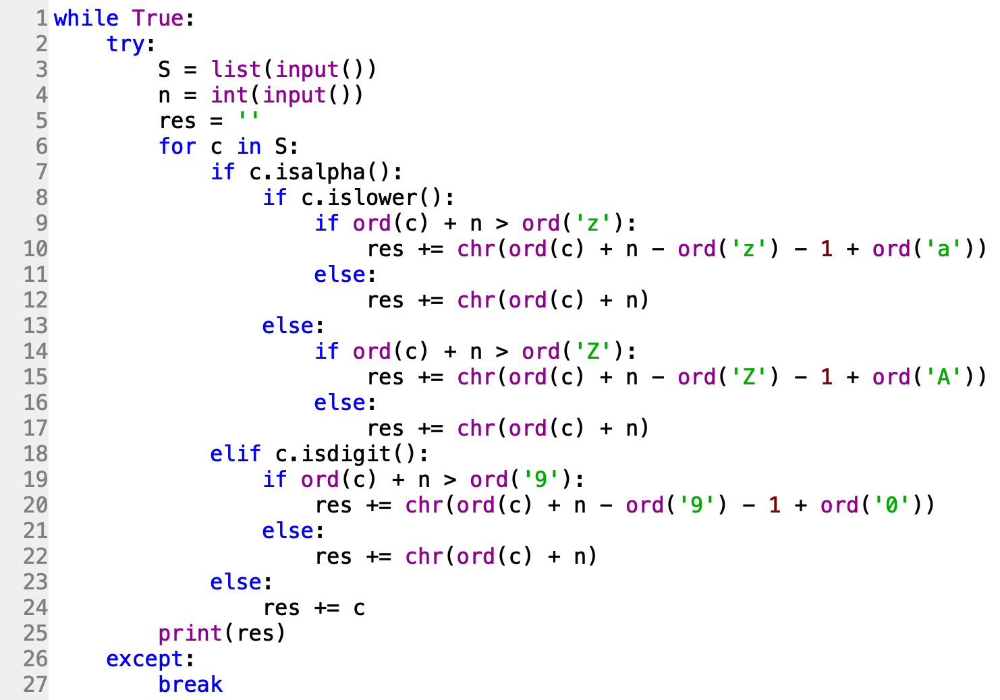 1 while True:
2     try:
3         S = list(input())
4         n = int(input())
5         res = ''
6         for c in S:
7             if c.isalpha():
8                 if c.islower():
9                     if ord(c) + n > ord('z'):
10                         res += chr(ord(c) + n - ord('z') - 1 + ord('a'))
11                     else:
12                         res += chr(ord(c) + n)
13                 else:
14                     if ord(c) + n > ord('Z'):
15                         res += chr(ord(c) + n - ord('Z') - 1 + ord('A'))
16                     else:
17                         res += chr(ord(c) + n)
18             elif c.isdigit():
19                 if ord(c) + n > ord('9'):
20                     res += chr(ord(c) + n - ord('9') - 1 + ord('0'))
21                 else:
22                     res += chr(ord(c) + n)
23             else:
24                 res += c
25         print(res)
26     except:
27         break